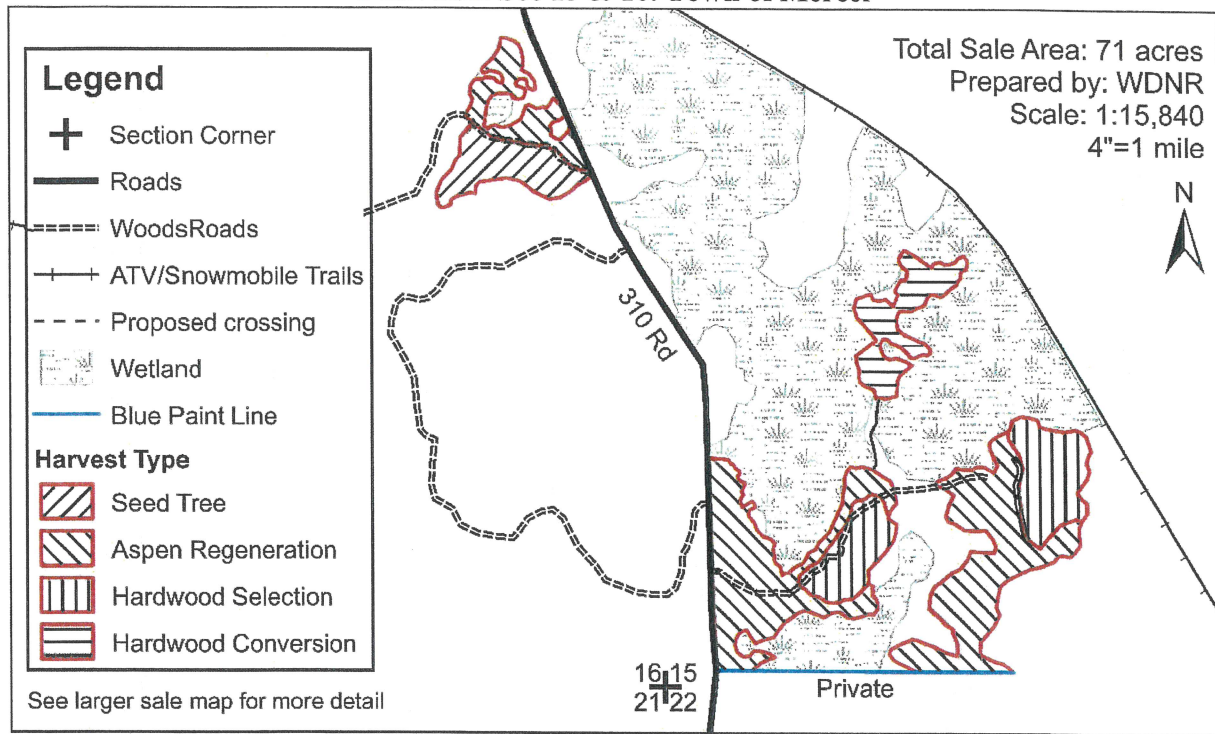 Total Sale Area: 71 acres
Prepared by: WDNR
Scale: 1:15,840
4"=1 mile
N
Legend
Section Corner
Roads
WoodsRoads
ATV/Snowmobile Trails
Proposed crossing
Wetland
Blue Paint Line
Harvest Type
Seed Tree
Aspen Regeneration
Hardwood Selection
Hardwood Conversion
See larger sale map for more detail
310 Rd
16 15
21 22
Private